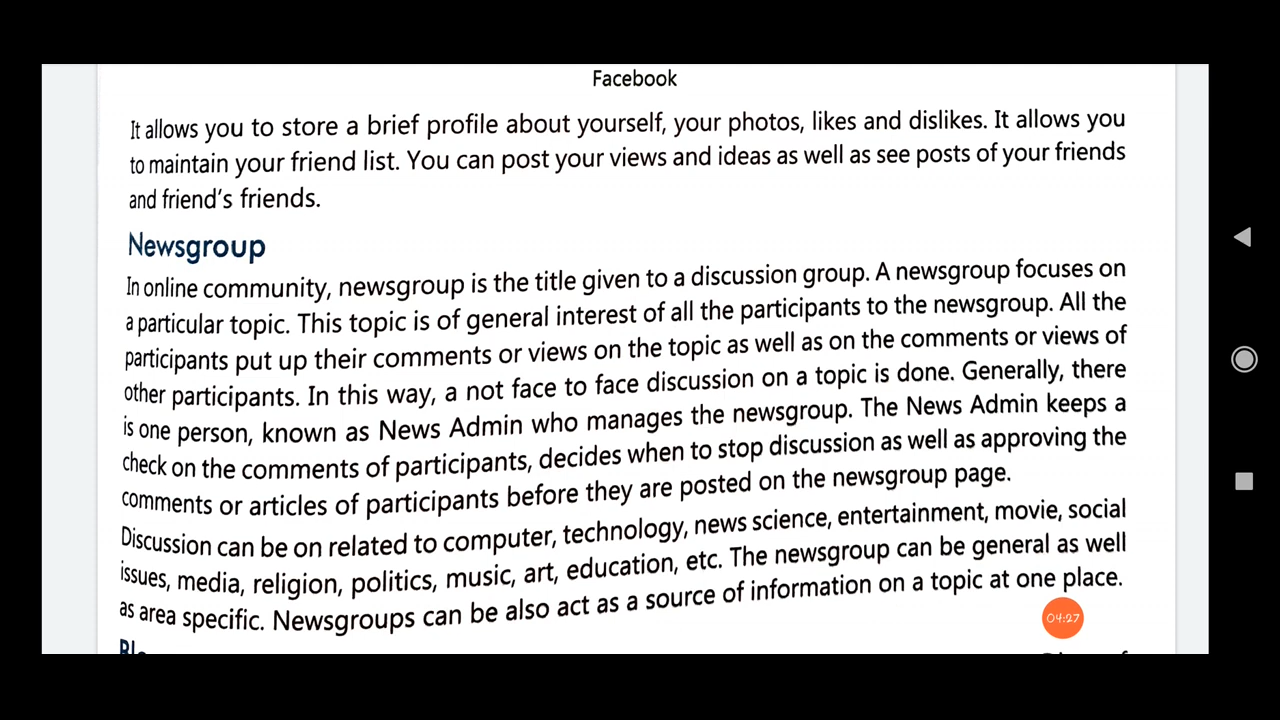 Facebook
It allows you to store a brief profile about yourself, your photos, likes and dislikes. It allows you
to maintain your friend list. You can post your views and ideas as well as see posts of your friends
and friend's friends.
Newsgroup
In online community, newsgroup is the title given to a discussion group. A newsgroup focuses on
a particular topic. This topic is of general interest of all the participants to the newsgroup. All the
participants put up their comments or views on the topic as well as on the comments or views of
other participants. In this way, a not face to face discussion on a topic is done. Generally, there
is one person, known as News Admin who manages the newsgroup. The News Admin keeps a
check on the comments of participants, decides when to stop discussion as well as approving the
comments or articles of participants before they are posted on the newsgroup page.
Discussion can be on related to computer, technology, news science, entertainment, movie, social
issues, media, religion, politics, music, art, education, etc. The newsgroup can be general as well
as area specific. Newsgroups can be also act as a source of information on a topic at one place.
04:27